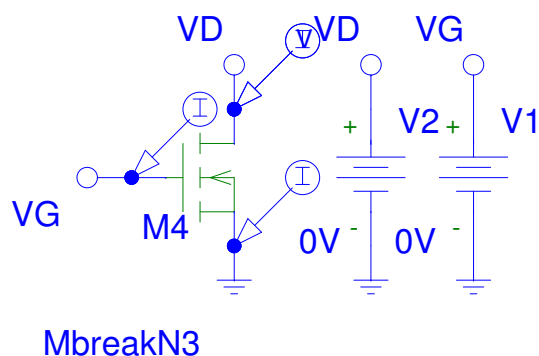 VD VD VG
I V
+ V2 + V1
I
VG M4 0V - 0V -
MbreakN3